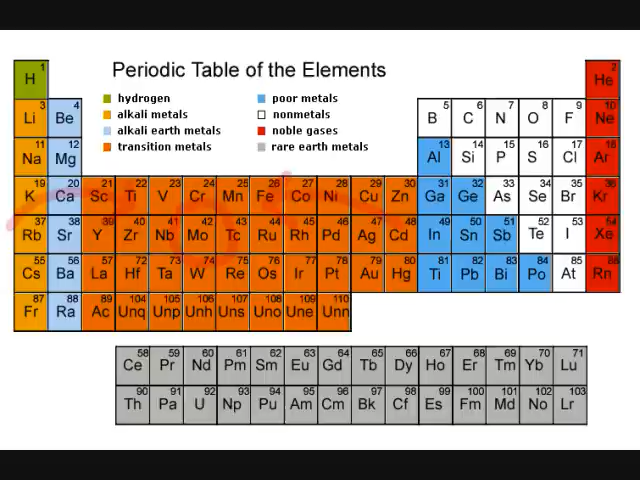 Periodic Table of the Elements
hydrogen poor metals
alkali metals nonmetals
alkali earth metals noble gases
transition metals rare earth metals
1 H 2 He
3 Li 4 Be 5 B 6 C 7 N 8 O 9 F 10 Ne
11 Na 12 Mg 13 Al 14 Si 15 P 16 S 17 Cl 18 Ar
19 K 20 Ca 21 Sc 22 Ti 23 V 24 Cr 25 Mn 26 Fe 27 Co 28 Ni 29 Cu 30 Zn 31 Ga 32 Ge 33 As 34 Se 35 Br 36 Kr
37 Rb 38 Sr 39 Y 40 Zr 41 Nb 42 Mo 43 Tc 44 Ru 45 Rh 46 Pd 47 Ag 48 Cd 49 In 50 Sn 51 Sb 52 Te 53 I 54 Xe
55 Cs 56 Ba 57 La 72 Hf 73 Ta 74 W 75 Re 76 Os 77 Ir 78 Pt 79 Au 80 Hg 81 Ti 82 Pb 83 Bi 84 Po 85 At 86 Rn
87 Fr 88 Ra 89 Ac 104 Unq 105 Unp 106 Unh 107 Uns 108 Uno 109 Une 110 Unn
58 Ce 59 Pr 60 Nd 61 Pm 62 Sm 63 Eu 64 Gd 65 Tb 66 Dy 67 Ho 68 Er 69 Tm 70 Yb 71 Lu
90 Th 91 Pa 92 U 93 Np 94 Pu 95 Am 96 Cm 97 Bk 98 Cf 99 Es 100 Fm 101 Md 102 No 103 Lr